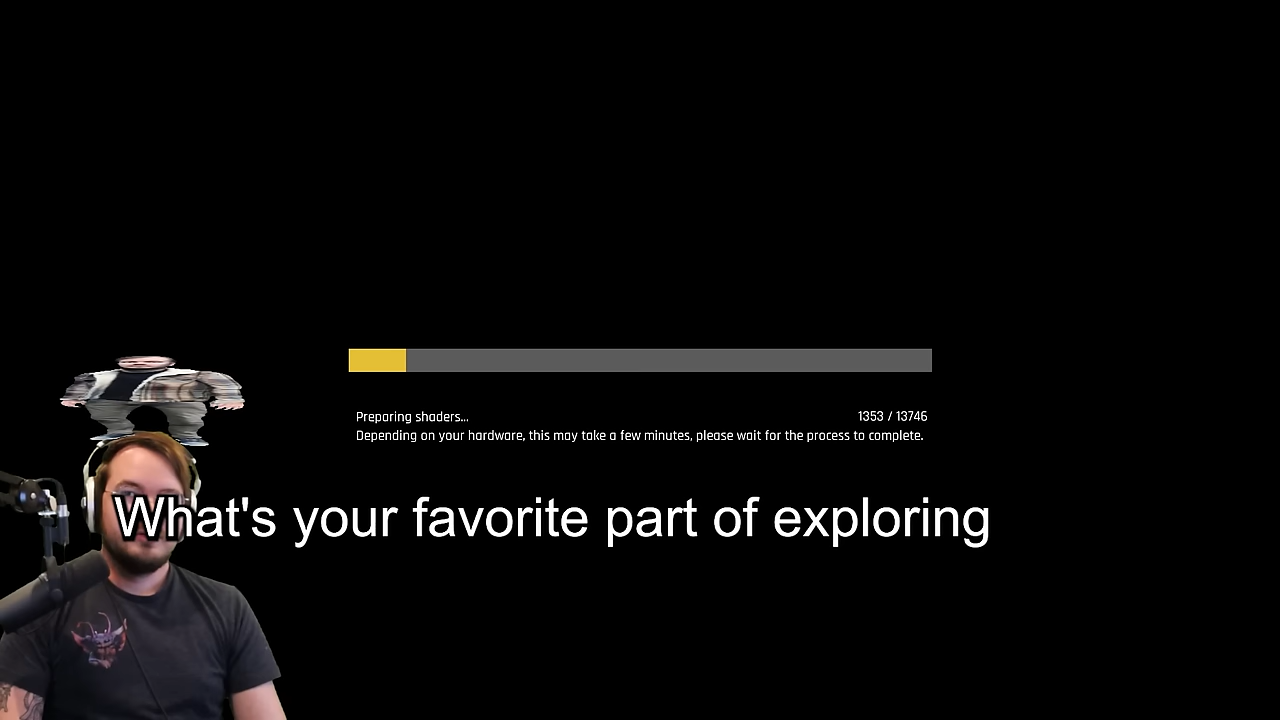 Preparing shaders...
1353 / 13746
Depending on your hardware, this may take a few minutes, please wait for the process to complete.
What's your favorite part of exploring